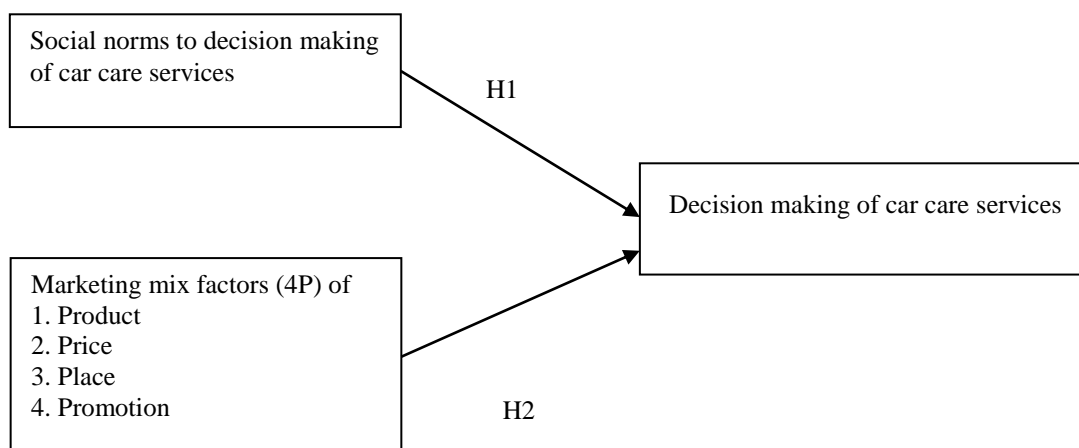 Social norms to decision making
of car care services
H1
Decision making of car care services
Marketing mix factors (4P) of
1. Product
2. Price
3. Place
4. Promotion
H2